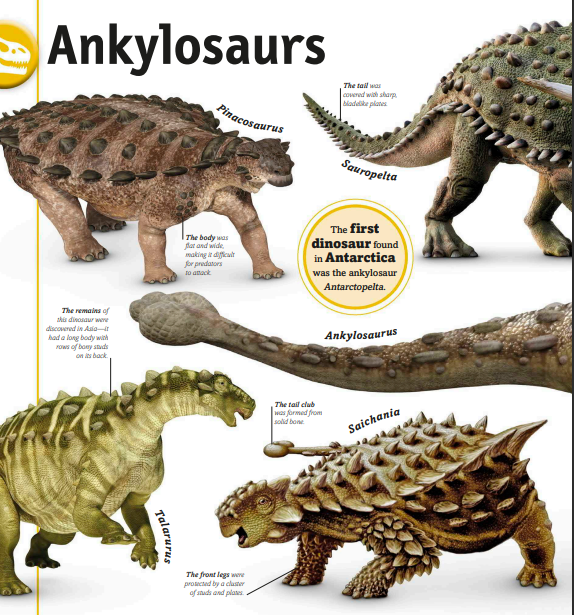 Ankylosaurs
Pinacosaurus
The tail was
covered with sharp,
bladelike plates.
Sauropelta
The body was
flat and wide,
making it difficult
for predators
to attack.
The first
dinosaur found
in Antarctica
was the ankylosaur
Antarctopelta.
The remains of
this dinosaur were
discovered in Asia—it
had a long body with
rows of bony studs
on its back.
Ankylosaurus
The tail club
was formed from
solid bone.
Saichania
Talarurus
The front legs were
protected by a cluster
of studs and plates.